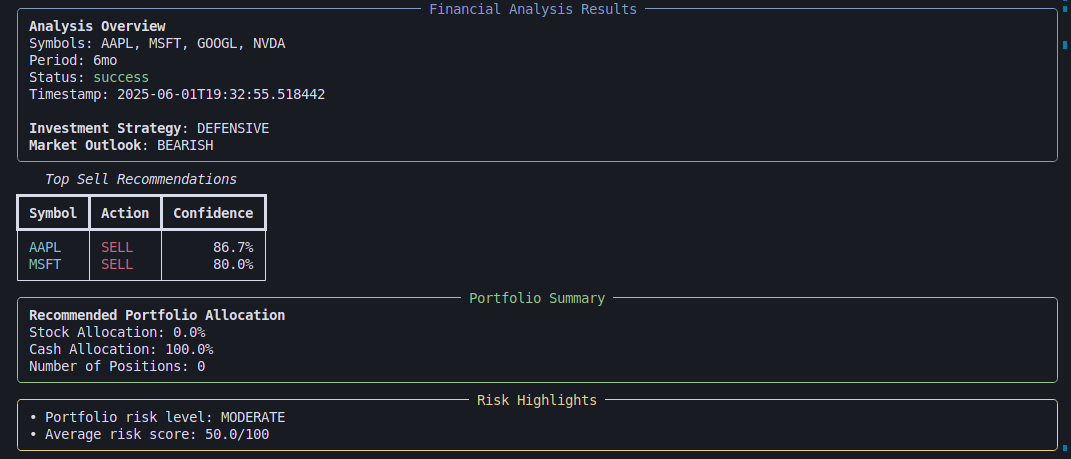 Financial Analysis Results
Analysis Overview
Symbols: AAPL, MSFT, GOOGL, NVDA
Period: 6mo
Status: success
Timestamp: 2025-06-01T19:32:55.518442
Investment Strategy: DEFENSIVE
Market Outlook: BEARISH
Top Sell Recommendations
Symbol Action Confidence
AAPL SELL 86.7%
MSFT SELL 80.0%
Portfolio Summary
Recommended Portfolio Allocation
Stock Allocation: 0.0%
Cash Allocation: 100.0%
Number of Positions: 0
Risk Highlights
• Portfolio risk level: MODERATE
• Average risk score: 50.0/100